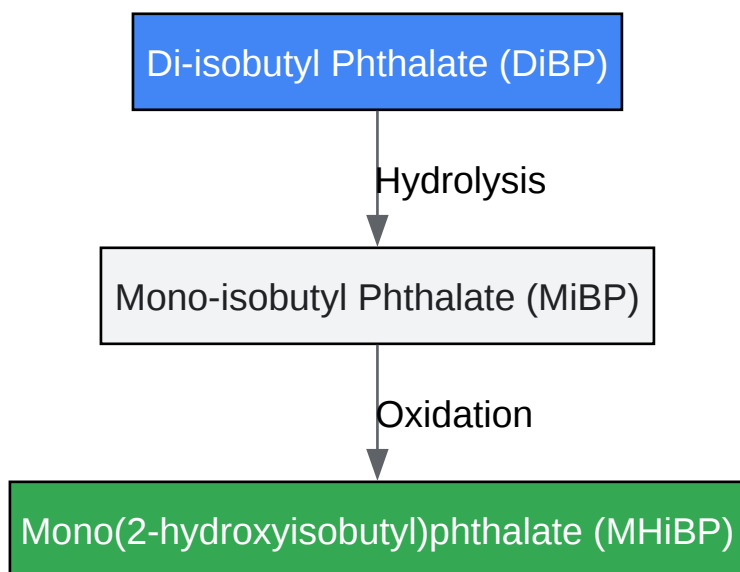 Di-isobutyl Phthalate (DiBP)
Hydrolysis
Mono-isobutyl Phthalate (MiBP)
Oxidation
Mono(2-hydroxyisobutyl)phthalate (MHiBP)